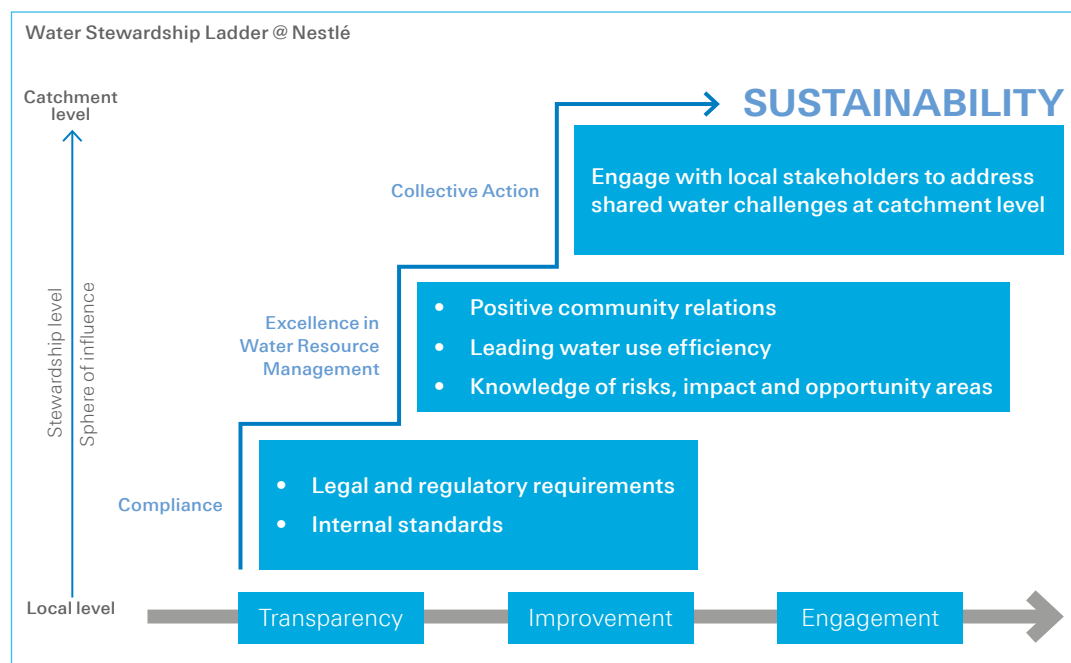 Water Stewardship Ladder @ Nestlé
Catchment
level
SUSTAINABILITY
Collective Action
Engage with local stakeholders to address
shared water challenges at catchment level
Stewardship level
Sphere of influence
Excellence in
Water Resource
Management
• Positive community relations
• Leading water use efficiency
• Knowledge of risks, impact and opportunity areas
Compliance
• Legal and regulatory requirements
• Internal standards
Local level
Transparency
Improvement
Engagement